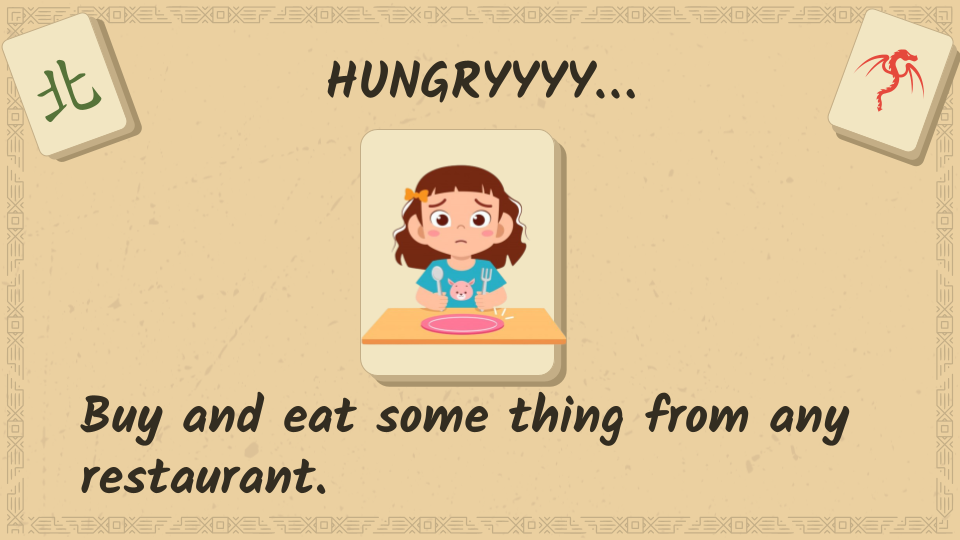 北
HUNGRYYYY...
Buy and eat some thing from any
restaurant.